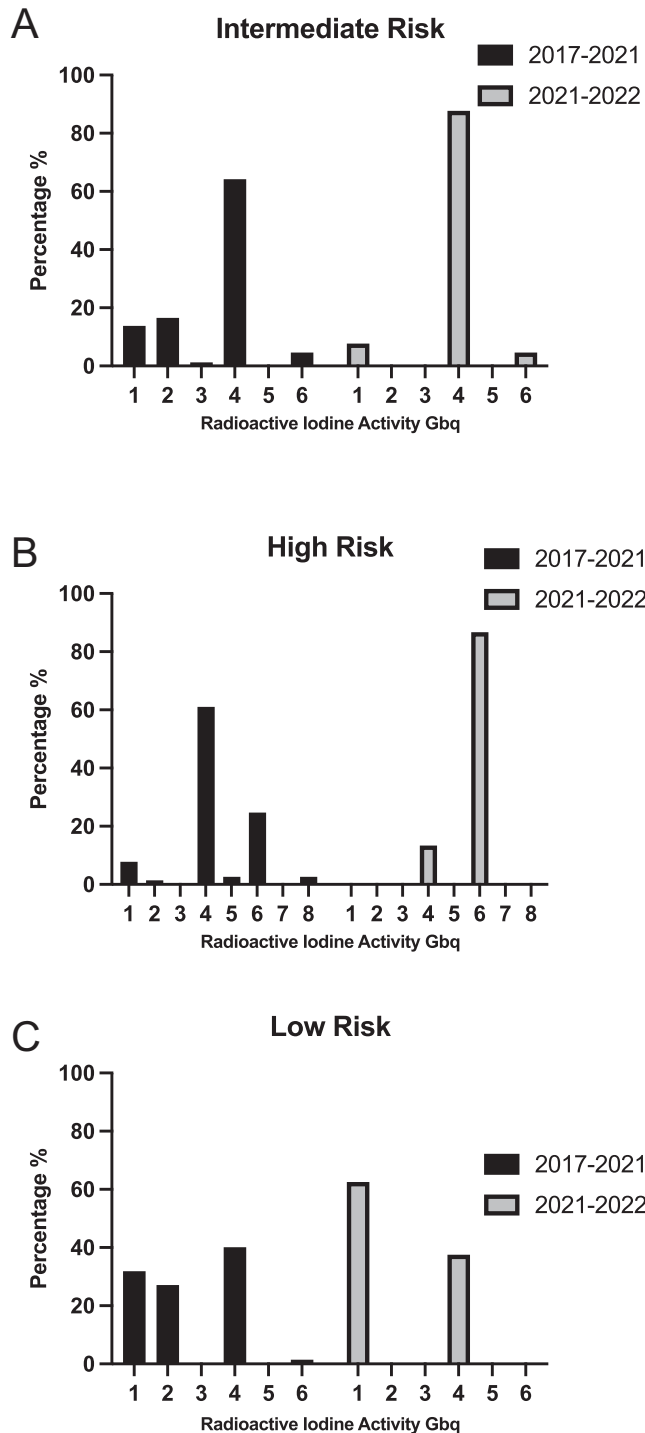 A
Intermediate Risk
2017-2021
2021-2022
100
80
60
40
20
0
Percentage %
1 2 3 4 5 6 1 2 3 4 5 6
Radioactive Iodine Activity Gbq
B
High Risk
2017-2021
2021-2022
100
80
60
40
20
0
Percentage %
1 2 3 4 5 6 7 8 1 2 3 4 5 6 7 8
Radioactive Iodine Activity Gbq
C
Low Risk
2017-2021
2021-2022
100
80
60
40
20
0
Percentage %
1 2 3 4 5 6 1 2 3 4 5 6
Radioactive Iodine Activity Gbq